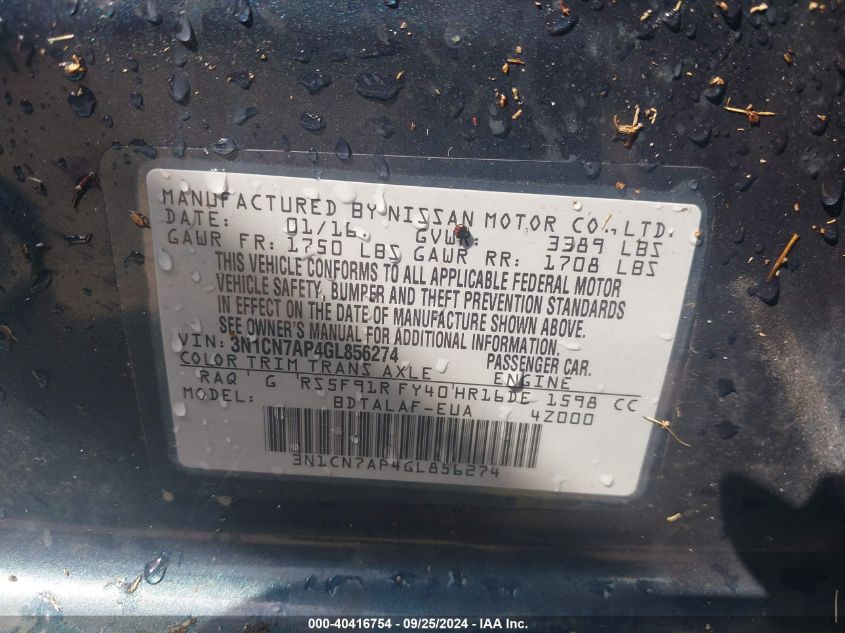 MANUFACTURED BY NISSAN MOTOR CO., LTD.
DATE: 01/16 GVWR: 3389 LBS
GAWR FR: 1750 LBS GAWR RR: 1708 LBS
THIS VEHICLE CONFORMS TO ALL APPLICABLE FEDERAL MOTOR
VEHICLE SAFETY, BUMPER AND THEFT PREVENTION STANDARDS
IN EFFECT ON THE DATE OF MANUFACTURE SHOWN ABOVE.
SEE OWNER'S MANUAL FOR ADDITIONAL INFORMATION.
VIN: 3N1CN7AP4GL856274 PASSENGER CAR.
COLOR TRIM TRANS AXLE ENGINE
RAQ' G 'RS5F91R FY40'HR16DE 1598 CC
MODEL: BDTALAF-EUA 4Z000
3N1CN7AP4GL856274
000-40416754 - 09/25/2024 - IAA Inc.